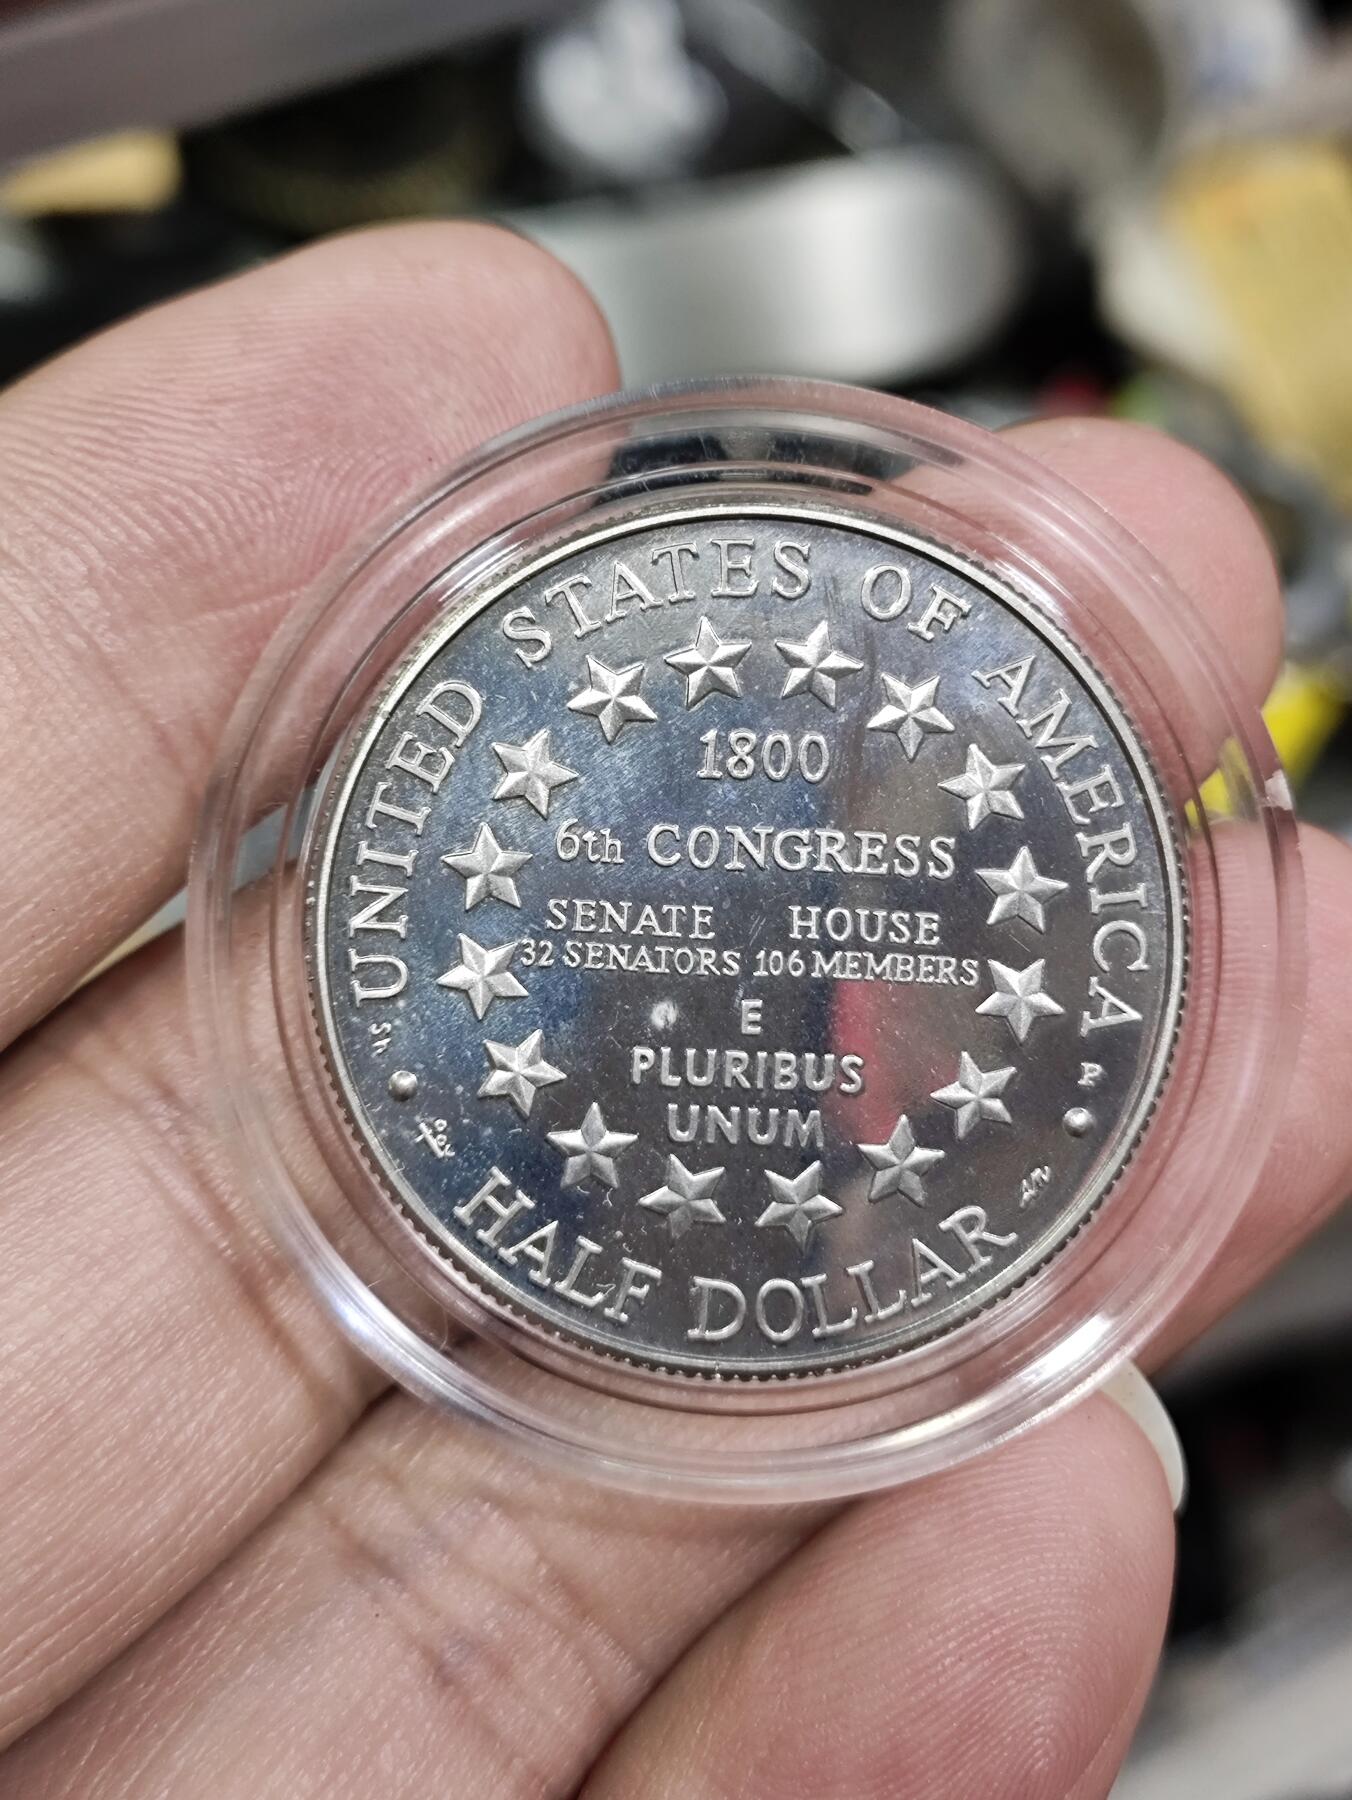 UNITED STATES OF AMERICA
1800
6th CONGRESS
SENATE HOUSE
32 SENATORS 106 MEMBERS
E
PLURIBUS
UNUM
P
HALF DOLLAR